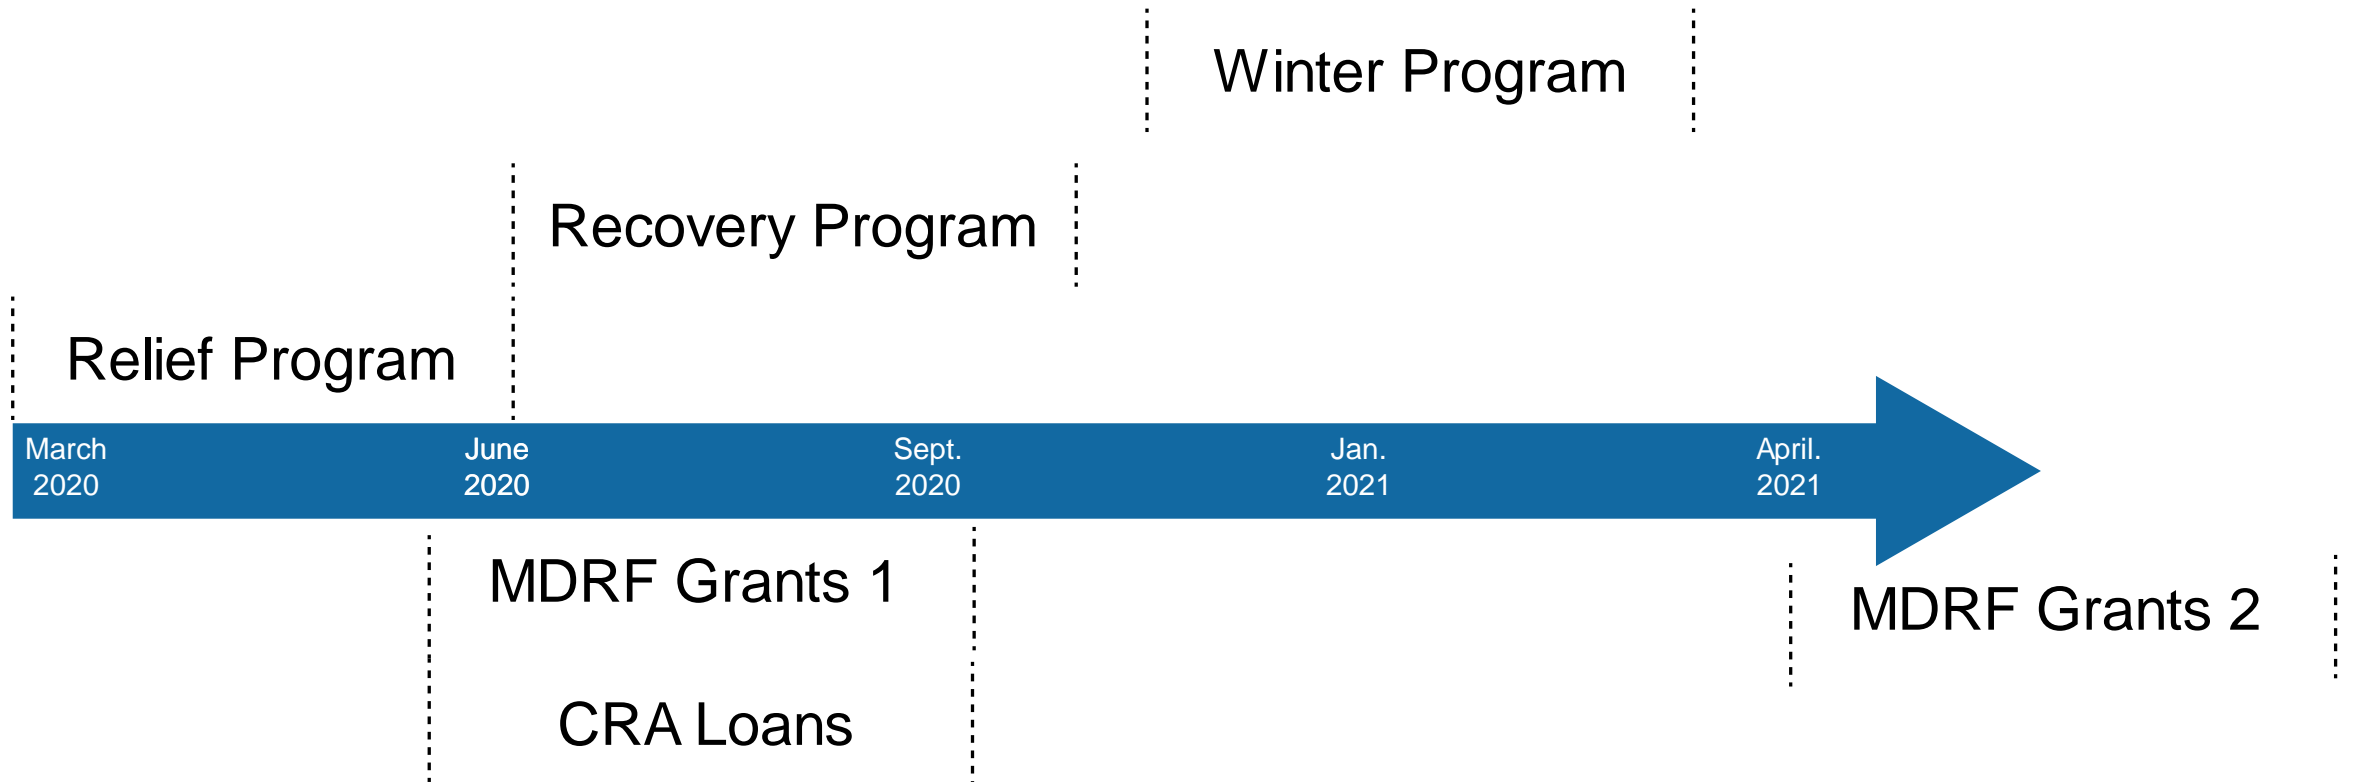 Winter Program
Recovery Program
Relief Program
March
2020
June
2020
Sept.
2020
Jan.
2021
April.
2021
MDRF Grants 1
MDRF Grants 2
CRA Loans